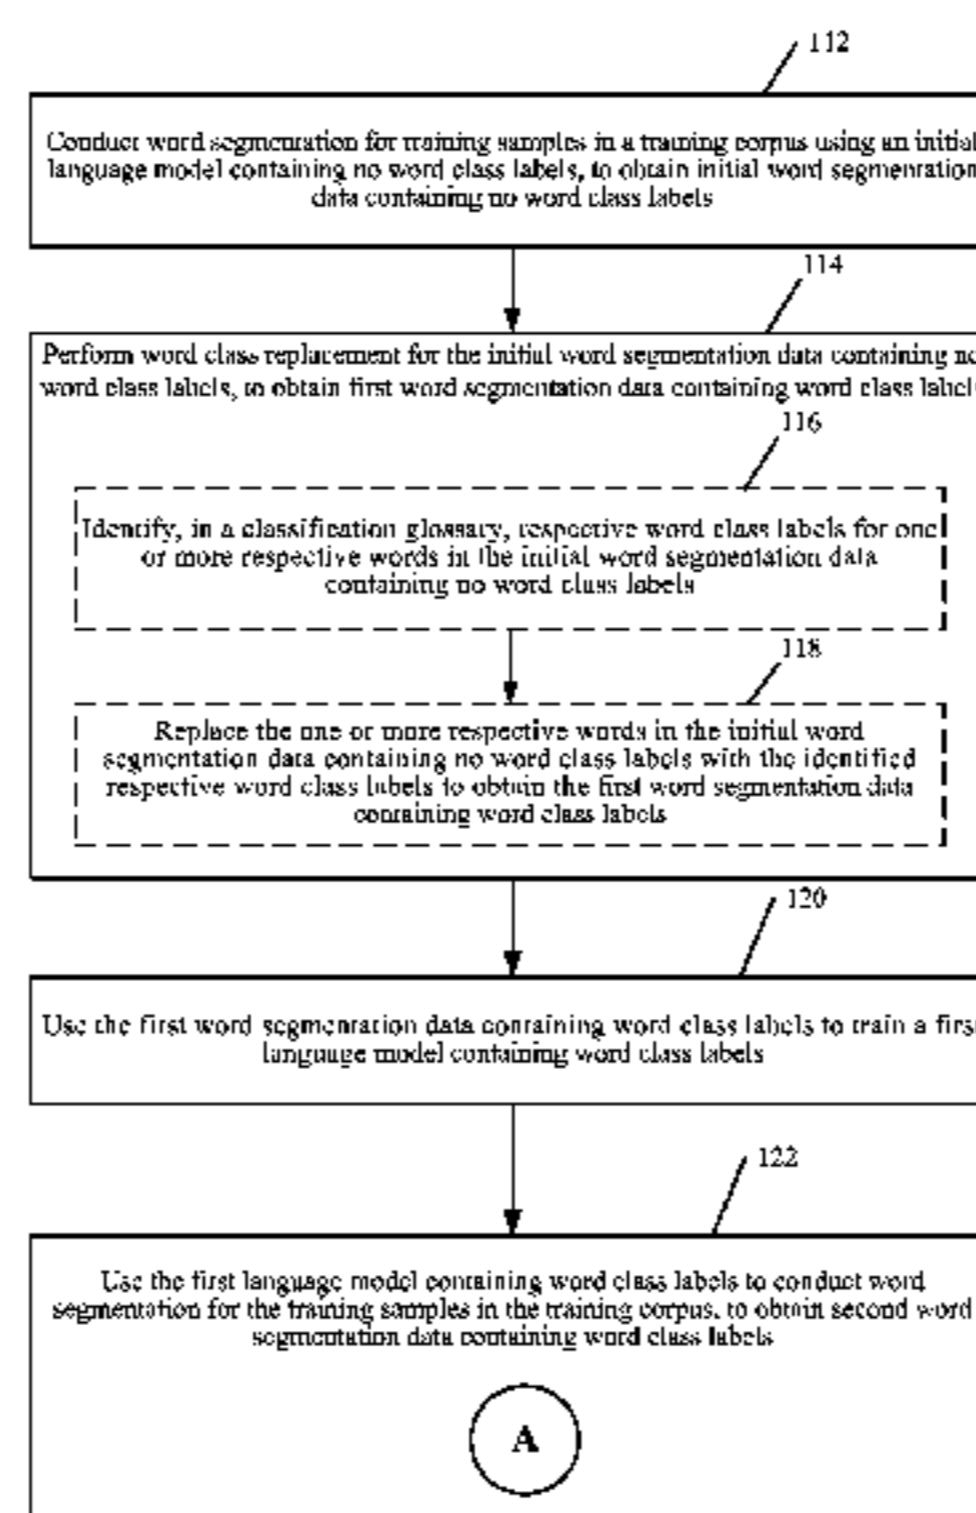 112
Conduct word segmentation for training samples in a training corpus using an initial
language model containing no word class labels, to obtain initial word segmentation
data containing no word class labels
114
Perform word class replacement for the initial word segmentation data containing no
word class labels, to obtain first word segmentation data containing word class label
116
Identify, in a classification glossary, respective word class labels for one
or more respective words in the initial word segmentation data
containing no word class labels
118
Replace the one or more respective words in the initial word
segmentation data containing no word class labels with the identified
respective word class labels to obtain the first word segmentation data
containing word class labels
120
Use the first word segmentation data containing word class labels to train a firs
language model containing word class labels
122
Use the first language model containing word class labels to conduct word
segmentation for the training samples in the training corpus, to obtain second word
segmentation data containing word class labels
A